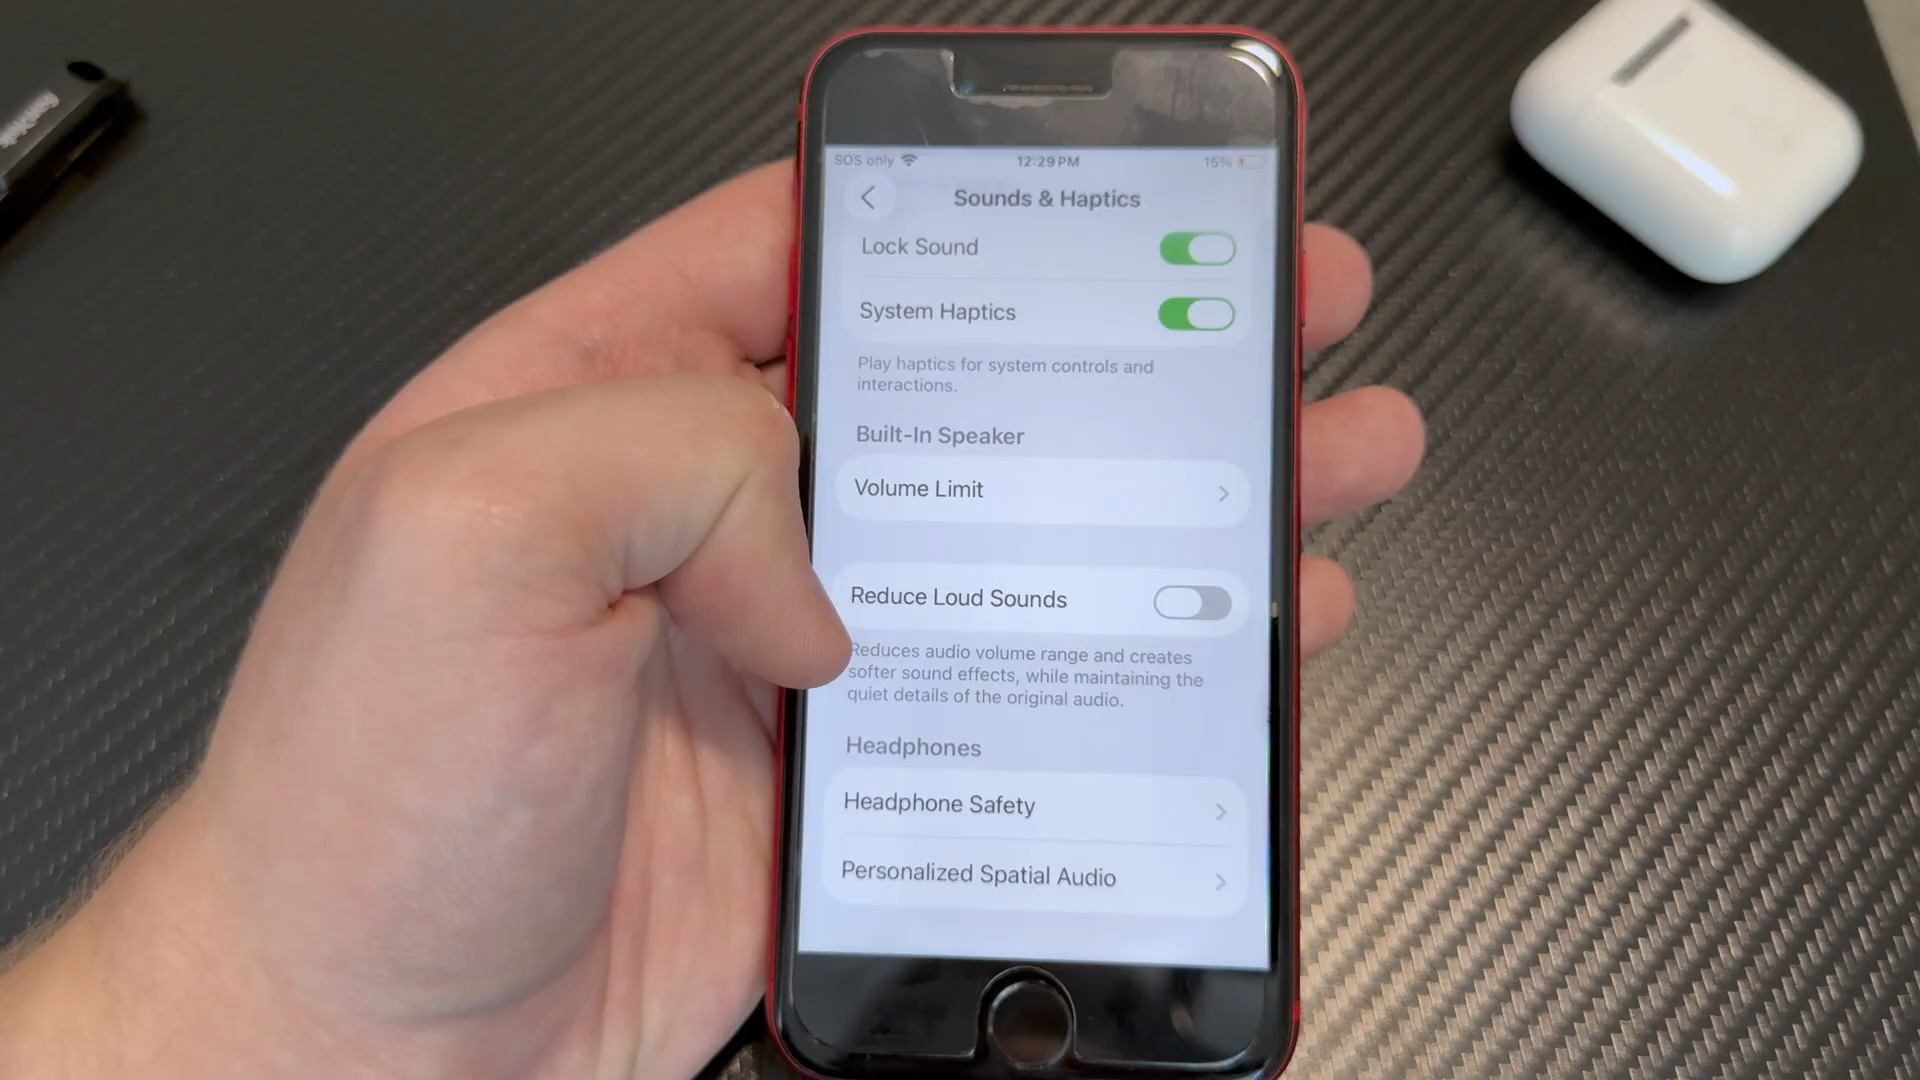 SOS only 12:29 PM 15%
Sounds & Haptics
Lock Sound
System Haptics
Play haptics for system controls and
interactions.
Built-In Speaker
Volume Limit
Reduce Loud Sounds
Reduces audio volume range and creates
softer sound effects, while maintaining the
quiet details of the original audio.
Headphones
Headphone Safety
Personalized Spatial Audio
SanDisk